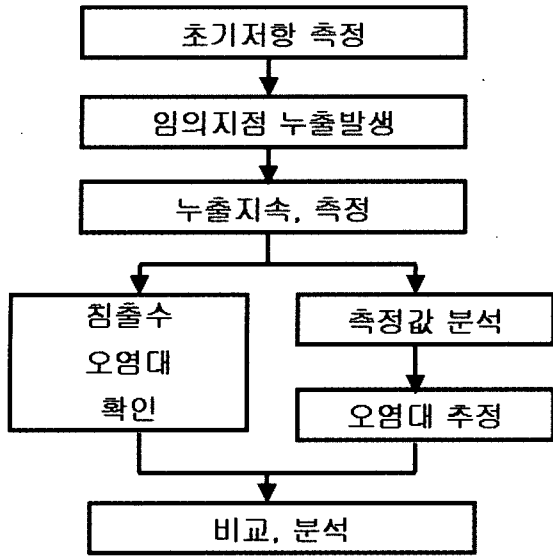 초기저항 측정
임의지점 누출발생
누출지속, 측정
침출수
오염대
확인
측정값 분석
오염대 추정
비교, 분석